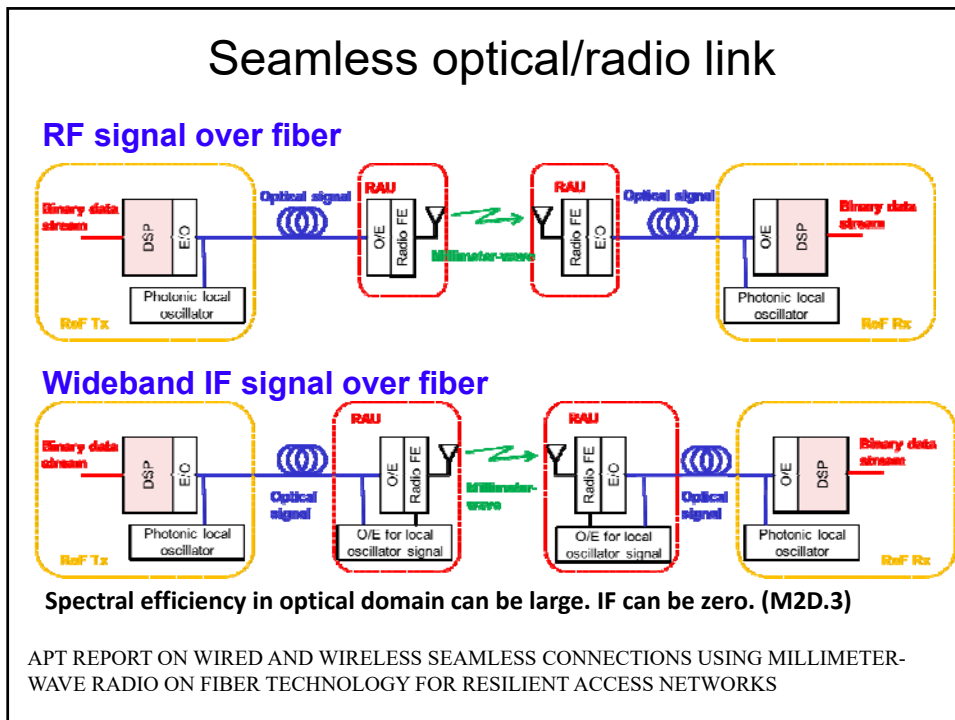 Seamless optical/radio link
RF signal over fiber
Binary data
stream
DSP
E/O
Photonic local
oscillator
RoF Tx
Optical signal
RAU
O/E
Radio FE
Millimeter-wave
RAU
Radio FE
E/O
Optical signal
O/E
DSP
Binary data
stream
Photonic local
oscillator
RoF Rx
Wideband IF signal over fiber
Binary data
stream
DSP
E/O
Photonic local
oscillator
RoF Tx
Optical
signal
RAU
O/E
Radio FE
O/E for local
oscillator signal
Millimeter-
wave
RAU
Radio FE
E/O
O/E for local
oscillator signal
Optical
signal
O/E
DSP
Binary data
stream
Photonic local
oscillator
RoF Rx
Spectral efficiency in optical domain can be large. IF can be zero. (M2D.3)
APT REPORT ON WIRED AND WIRELESS SEAMLESS CONNECTIONS USING MILLIMETER-
WAVE RADIO ON FIBER TECHNOLOGY FOR RESILIENT ACCESS NETWORKS